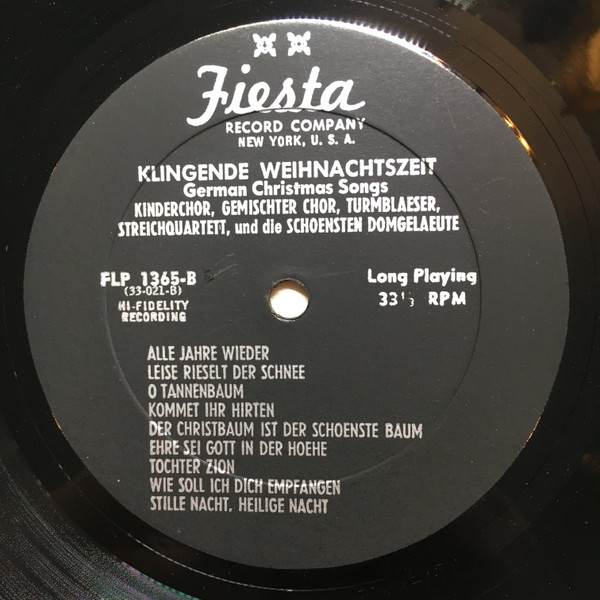 Fiesta
RECORD COMPANY
NEW YORK, U. S. A.
KLINGENDE WEIHNACHTSZEIT
German Christmas Songs
KINDERCHOR, GEMISCHTER CHOR, TURMBLAESER,
STREICHQUARTETT, und die SCHOENSTEN DOMGELAEUTE
FLP 1365-B
(33-021-B)
HI-FIDELITY
RECORDING
Long Playing
33⅓ RPM
ALLE JAHRE WIEDER
LEISE RIESELT DER SCHNEE
O TANNENBAUM
KOMMET IHR HIRTEN
DER CHRISTBAUM IST DER SCHOENSTE BAUM
EHRE SEI GOTT IN DER HOEHE
TOCHTER ZION
WIE SOLL ICH DICH EMPFANGEN
STILLE NACHT, HEILIGE NACHT